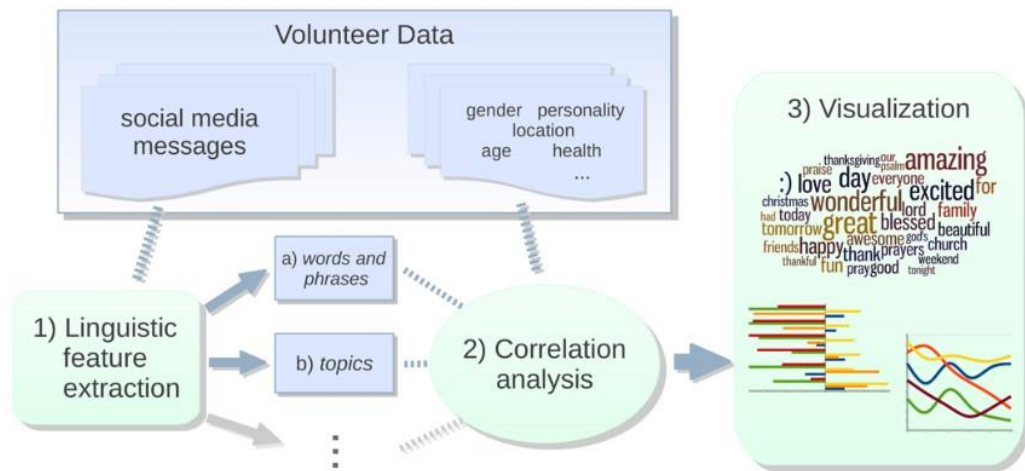 Volunteer Data
social media
messages
gender personality
location
age health
...
1) Linguistic
feature
extraction
a) words and
phrases
b) topics
2) Correlation
analysis
3) Visualization
thanksgiving our amazing
praise psalm
:) love day everyone excited for
christmas wonderful lord family
had today great blessed beautiful
tomorrow awesome god's church
friends happy thank prayers weekend
thankful fun pray good tonight